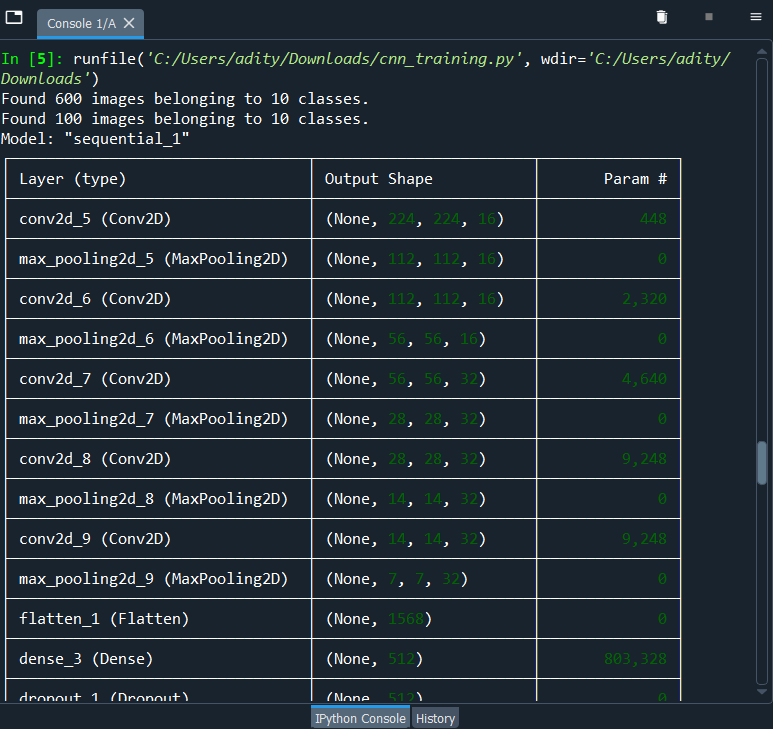 Console 1/A
In [5]: runfile('C:/Users/adity/Downloads/cnn_training.py', wdir='C:/Users/adity/
Downloads')
Found 600 images belonging to 10 classes.
Found 100 images belonging to 10 classes.
Model: "sequential_1"
Layer (type) Output Shape Param #
conv2d_5 (Conv2D) (None, 224, 224, 16) 448
max_pooling2d_5 (MaxPooling2D) (None, 112, 112, 16) 0
conv2d_6 (Conv2D) (None, 112, 112, 16) 2,320
max_pooling2d_6 (MaxPooling2D) (None, 56, 56, 16) 0
conv2d_7 (Conv2D) (None, 56, 56, 32) 4,640
max_pooling2d_7 (MaxPooling2D) (None, 28, 28, 32) 0
conv2d_8 (Conv2D) (None, 28, 28, 32) 9,248
max_pooling2d_8 (MaxPooling2D) (None, 14, 14, 32) 0
conv2d_9 (Conv2D) (None, 14, 14, 32) 9,248
max_pooling2d_9 (MaxPooling2D) (None, 7, 7, 32) 0
flatten_1 (Flatten) (None, 1568) 0
dense_3 (Dense) (None, 512) 803,328
dropout_1 (Dropout) (None, 512) 0
IPython Console History